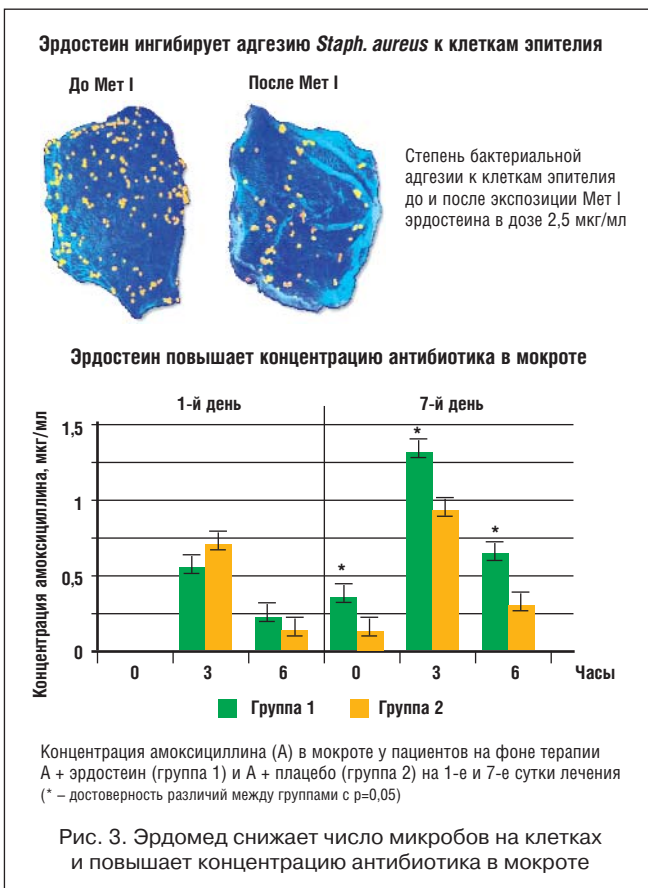 Эрдостеин ингибирует адгезию Staph. aureus к клеткам эпителия
До Мет I
После Мет I
Степень бактериальной
адгезии к клеткам эпителия
до и после экспозиции Мет I
эрдостеина в дозе 2,5 мкг/мл
Эрдостеин повышает концентрацию антибиотика в мокроте
1-й день
7-й день
Концентрация амоксициллина, мкг/мл
1,5
1
0,5
0
*
*
*
0 3 6 0 3 6 Часы
Группа 1 Группа 2
Концентрация амоксициллина (А) в мокроте у пациентов на фоне терапии
А + эрдостеин (группа 1) и А + плацебо (группа 2) на 1-е и 7-е сутки лечения
(* – достоверность различий между группами с p=0,05)
Рис. 3. Эрдомед снижает число микробов на клетках
и повышает концентрацию антибиотика в мокроте